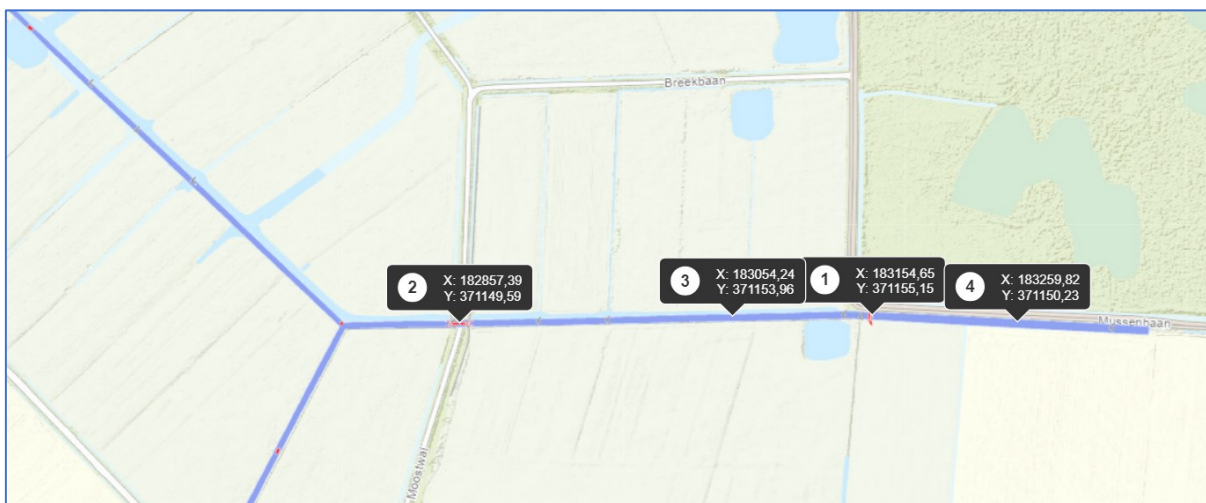 Breekbaan
2
X: 182857,39
Y: 371149,59
3
X: 183054,24
Y: 371153,96
1
X: 183154,65
Y: 371155,15
4
X: 183259,82
Y: 371150,23
Mussenbaan
Moostwal